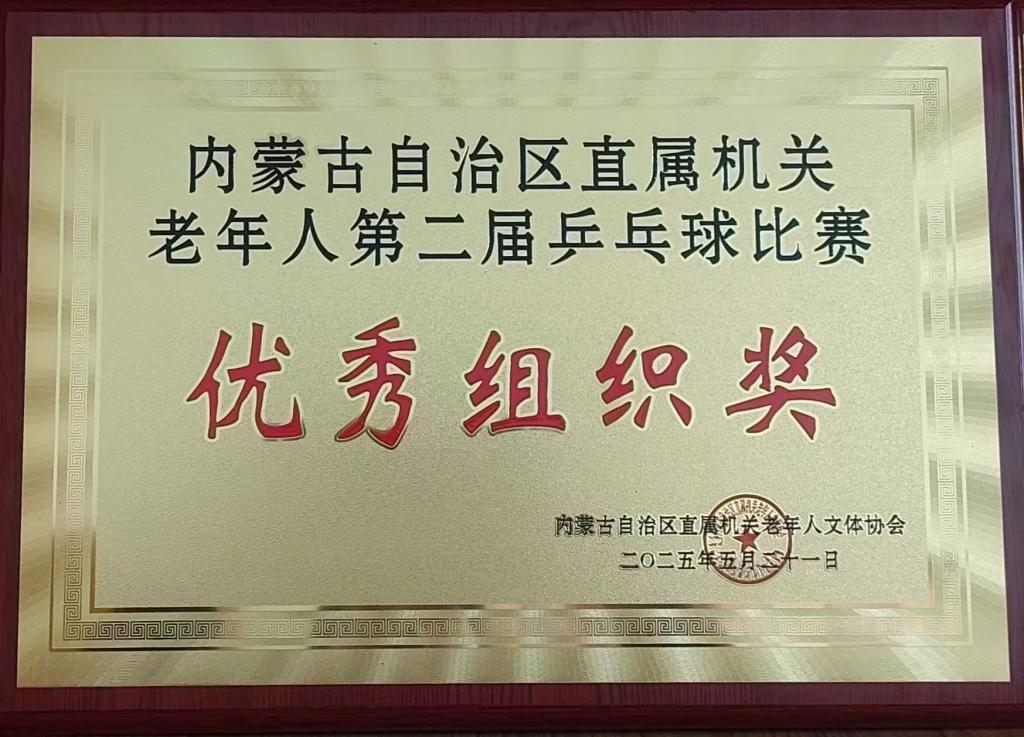 内蒙古自治区直属机关
老年人第二届乒乓球比赛
优秀组织奖
内蒙古自治区直属机关老年人文体协会
二〇二五年五月二十一日